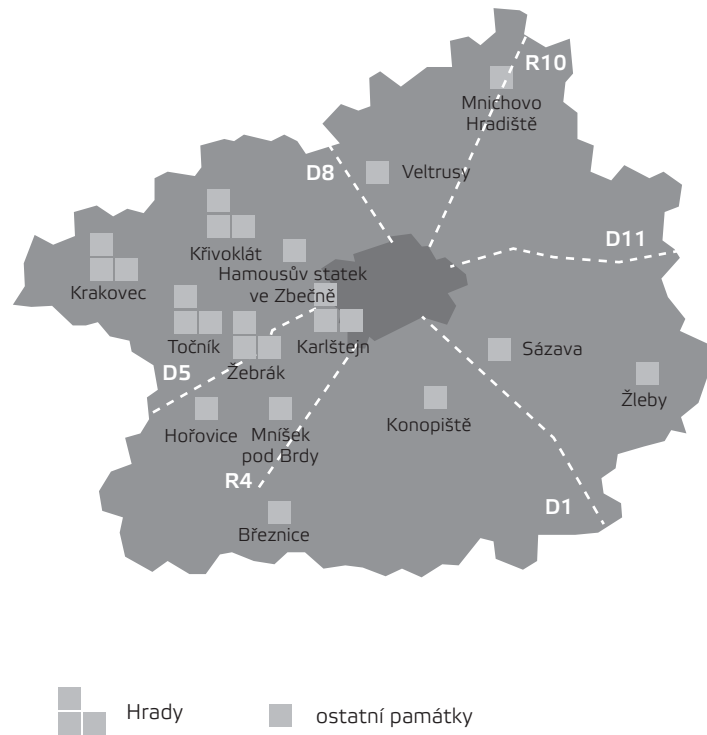 R10
Mnichovo
Hradiště
D8
Veltrusy
D11
Křivoklát
Hamousův statek
ve Zbečně
Krakovec
Točník
Žebrák
Karlštejn
D5
Sázava
Žleby
Konopiště
Hořovice
Mníšek
pod Brdy
R4
D1
Březnice
Hrady
ostatní památky